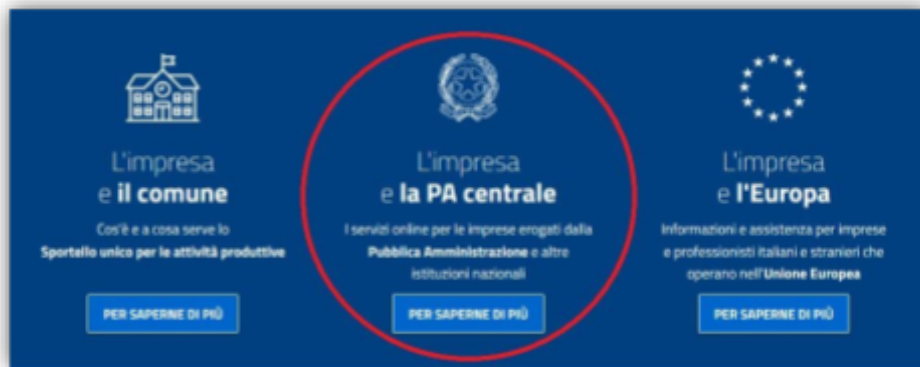 L'impresa
e il comune
Cos'è e a cosa serve lo
Sportello unico per le attività produttive
PER SAPERNE DI PIÙ
L'impresa
e la PA centrale
I servizi online per le imprese erogati dalla
Pubblica Amministrazione e altre
istituzioni nazionali
PER SAPERNE DI PIÙ
L'impresa
e l'Europa
Informazioni e assistenza per imprese
e professionisti italiani e stranieri che
operano nell'Unione Europea
PER SAPERNE DI PIÙ